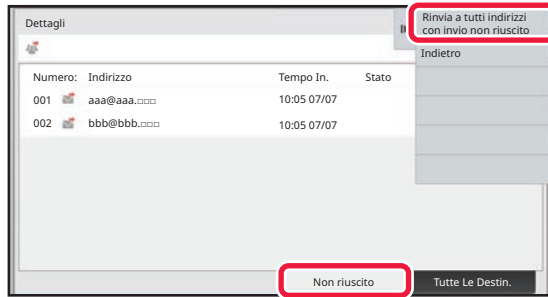 Dettagli
Rinvia a tutti indirizzi
con invio non riuscito
Indietro
Numero: Indirizzo Tempo In. Stato
001 aaa@aaa.□□□ 10:05 07/07
002 bbb@bbb.□□□ 10:05 07/07
Non riuscito Tutte Le Destin.